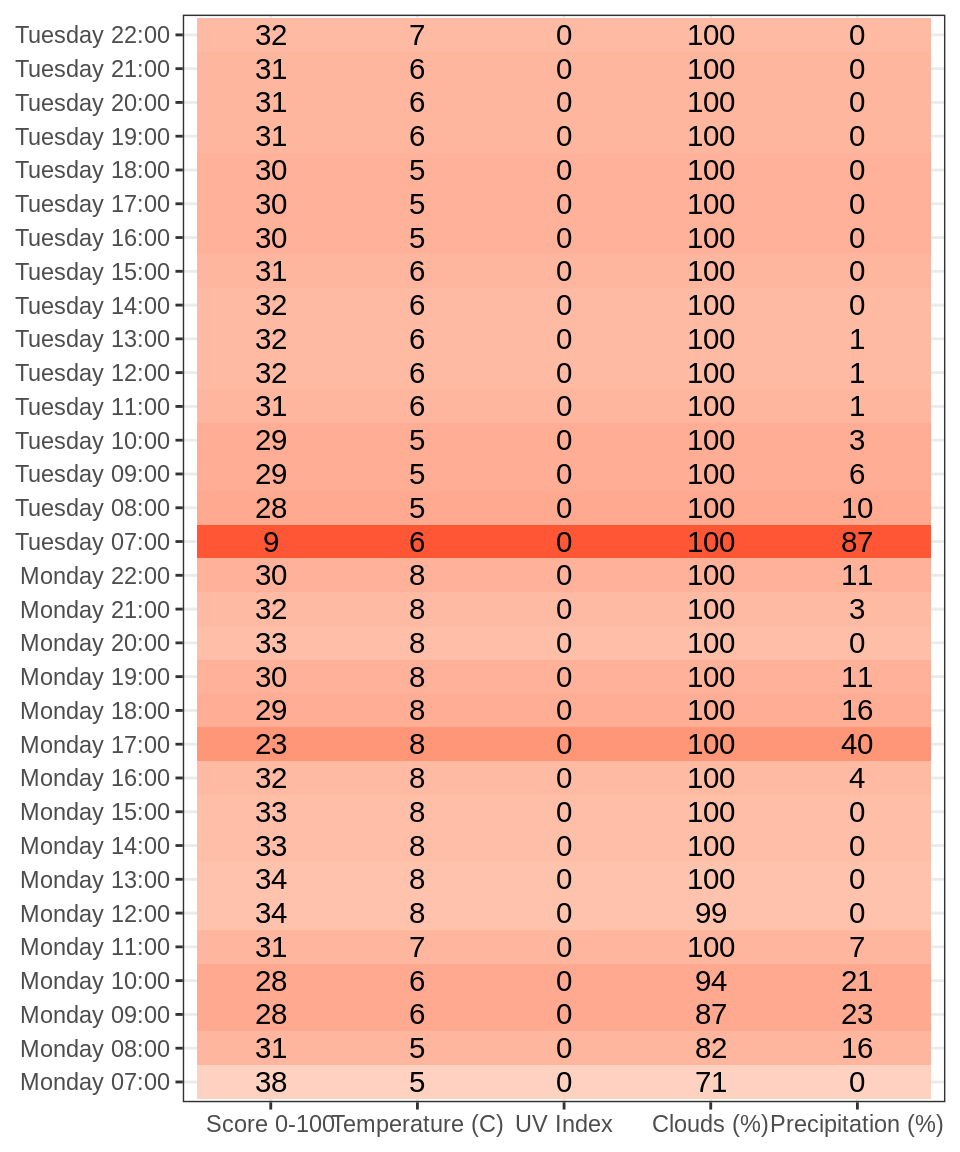 Tuesday 22:00 32 7 0 100 0
Tuesday 21:00 31 6 0 100 0
Tuesday 20:00 31 6 0 100 0
Tuesday 19:00 31 6 0 100 0
Tuesday 18:00 30 5 0 100 0
Tuesday 17:00 30 5 0 100 0
Tuesday 16:00 30 5 0 100 0
Tuesday 15:00 31 6 0 100 0
Tuesday 14:00 32 6 0 100 0
Tuesday 13:00 32 6 0 100 1
Tuesday 12:00 32 6 0 100 1
Tuesday 11:00 31 6 0 100 1
Tuesday 10:00 29 5 0 100 3
Tuesday 09:00 29 5 0 100 6
Tuesday 08:00 28 5 0 100 10
Tuesday 07:00 9 6 0 100 87
Monday 22:00 30 8 0 100 11
Monday 21:00 32 8 0 100 3
Monday 20:00 33 8 0 100 0
Monday 19:00 30 8 0 100 11
Monday 18:00 29 8 0 100 16
Monday 17:00 23 8 0 100 40
Monday 16:00 32 8 0 100 4
Monday 15:00 33 8 0 100 0
Monday 14:00 33 8 0 100 0
Monday 13:00 34 8 0 100 0
Monday 12:00 34 8 0 99 0
Monday 11:00 31 7 0 100 7
Monday 10:00 28 6 0 94 21
Monday 09:00 28 6 0 87 23
Monday 08:00 31 5 0 82 16
Monday 07:00 38 5 0 71 0
Score 0-100 Temperature (C) UV Index Clouds (%) Precipitation (%)